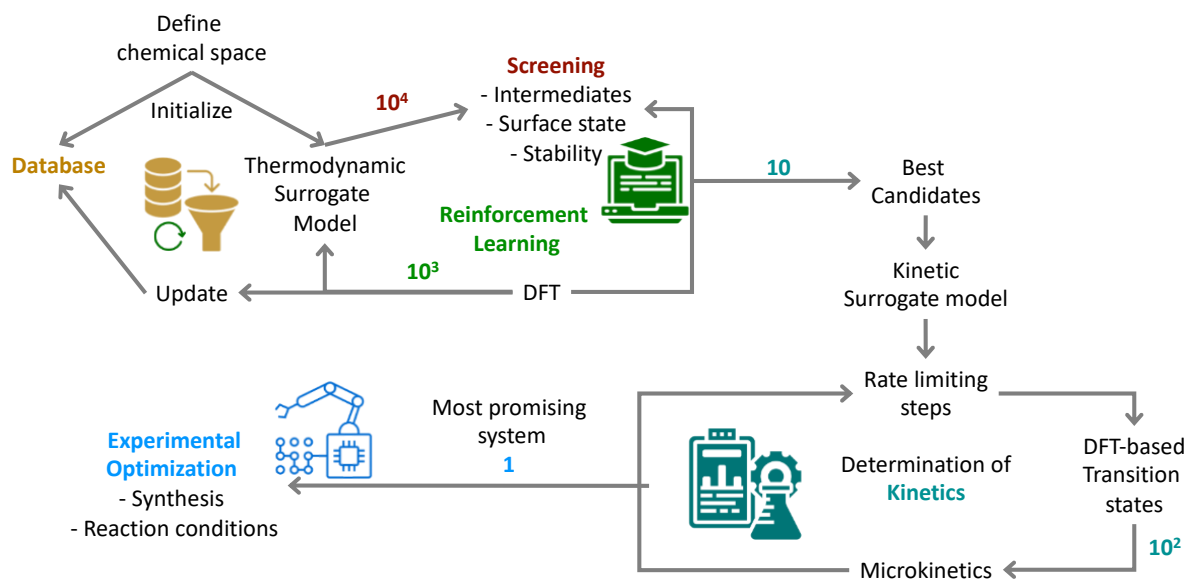 Define
chemical space
Initialize
Database
Thermodynamic
Surrogate
Model
10⁴
Screening
- Intermediates
- Surface state
- Stability
Reinforcement
Learning
10³
Update
DFT
10
Best
Candidates
Kinetic
Surrogate model
Rate limiting
steps
DFT-based
Transition
states
10²
Microkinetics
Determination of
Kinetics
Most promising
system
1
Experimental
Optimization
- Synthesis
- Reaction conditions